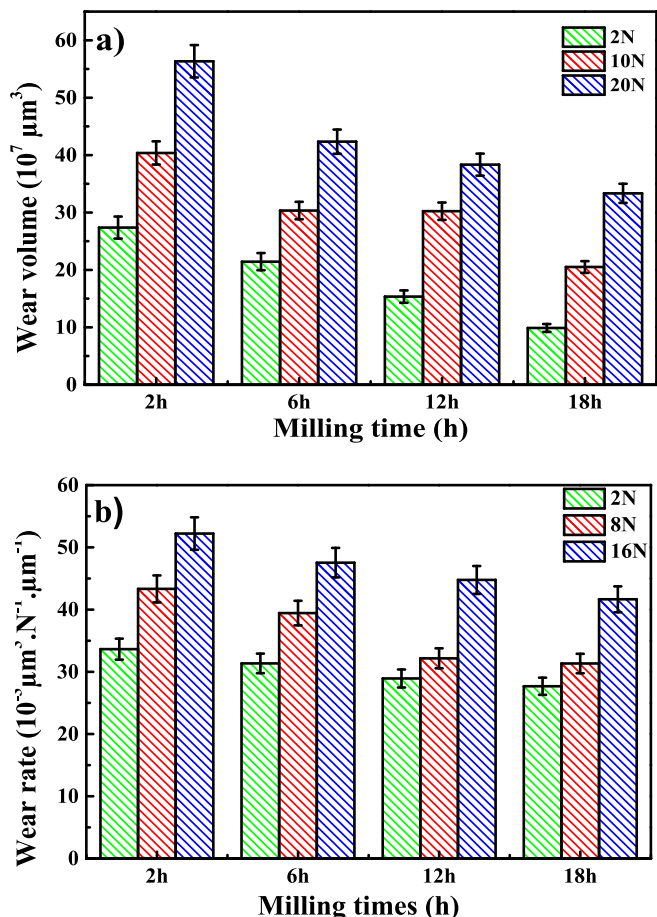 a)
2N
10N
20N
Wear volume (10⁷ µm³)
60
50
40
30
20
10
0
2h 6h 12h 18h
Milling time (h)
b)
2N
8N
16N
Wear rate (10⁻³µm³.N⁻¹.µm⁻¹)
60
50
40
30
20
10
0
2h 6h 12h 18h
Milling times (h)